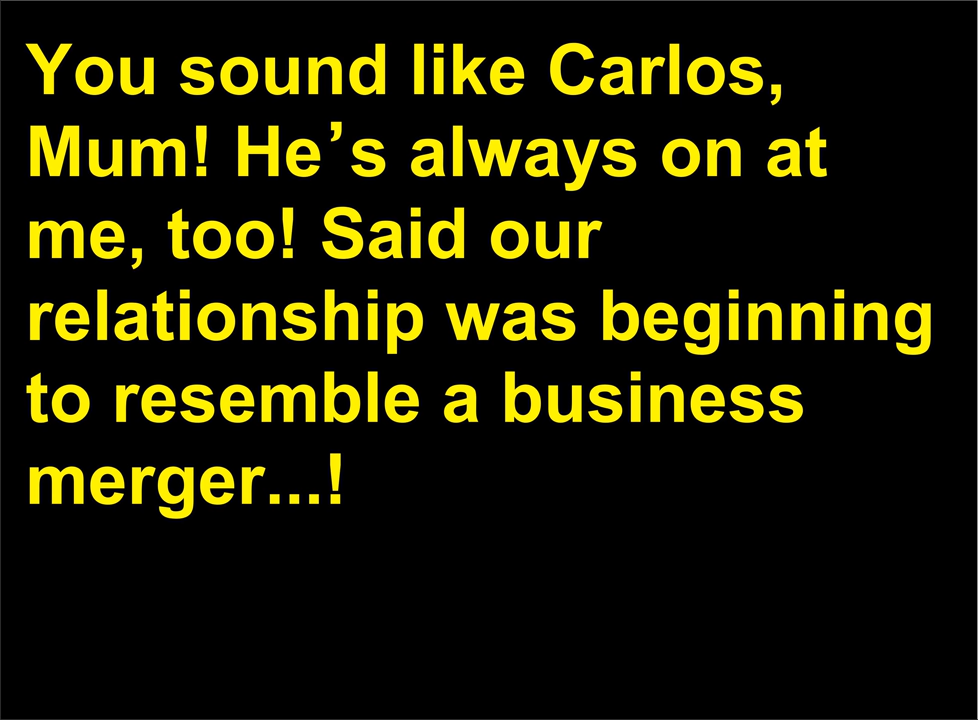 You sound like Carlos,
Mum! He’s always on at
me, too! Said our
relationship was beginning
to resemble a business
merger...!